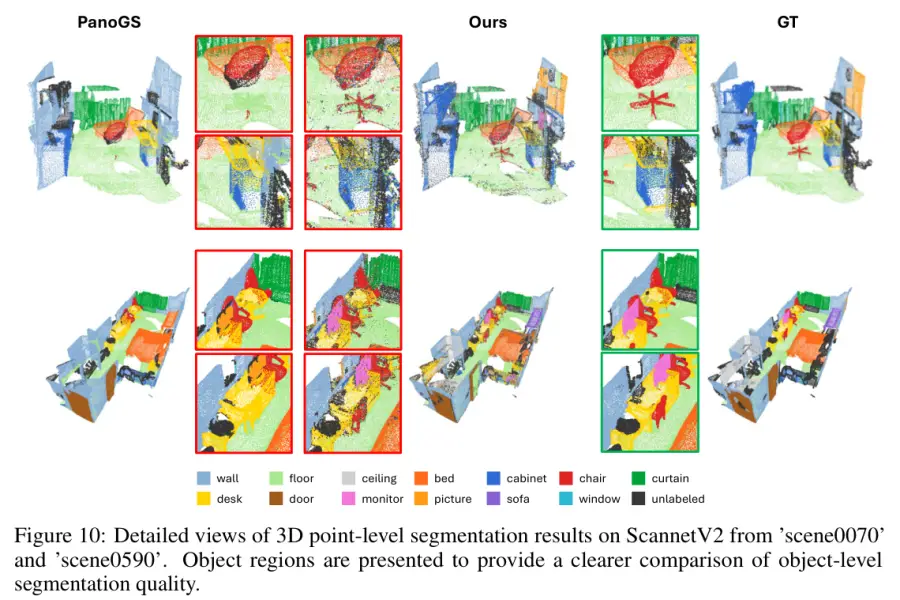 PanoGS Ours GT
wall floor ceiling bed cabinet chair curtain
desk door monitor picture sofa window unlabeled
Figure 10: Detailed views of 3D point-level segmentation results on ScannetV2 from ’scene0070’
and ’scene0590’. Object regions are presented to provide a clearer comparison of object-level
segmentation quality.